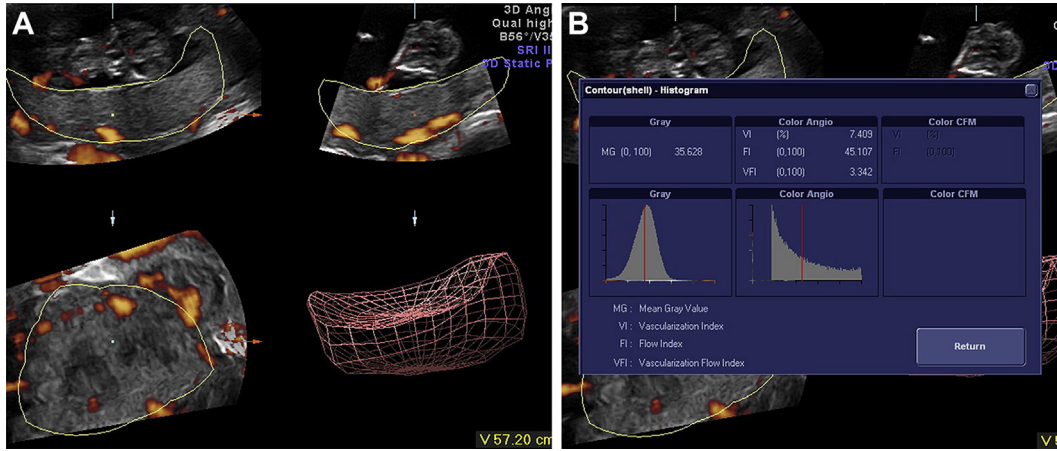 A
3D Ang
Qual high
B56°/V35
SRI II
3D Static P
V 57.20 cm
B
Contour(shell) - Histogram
Gray
MG (0, 100) 35.628
Color Angio
VI (%) 7.409
FI (0,100) 45.107
VFI (0,100) 3.342
Color CFM
VI (%)
FI (0,100)
Gray
Color Angio
Color CFM
MG : Mean Gray Value
VI : Vascularization Index
FI : Flow Index
VFI : Vascularization Flow Index
Return